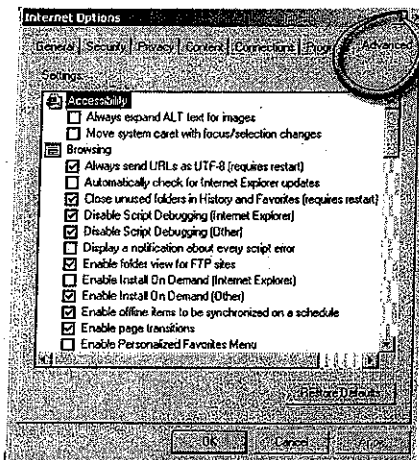 Internet Options
General Security Privacy Content Connections Advanced
Settings:
Accessibility
Always expand ALT text for images
Move system caret with focus/selection changes
Browsing
Always send URLs as UTF-8 (requires restart)
Automatically check for Internet Explorer updates
Close unused folders in History and Favorites (requires restart)
Disable Script Debugging (Internet Explorer)
Disable Script Debugging (Other)
Display a notification about every script error
Enable folder view for FTP sites
Enable Install On Demand (Internet Explorer)
Enable Install On Demand (Other)
Enable offline items to be synchronized on a schedule
Enable page transitions
Enable Personalized Favorites Menu
Restore Defaults
OK Cancel